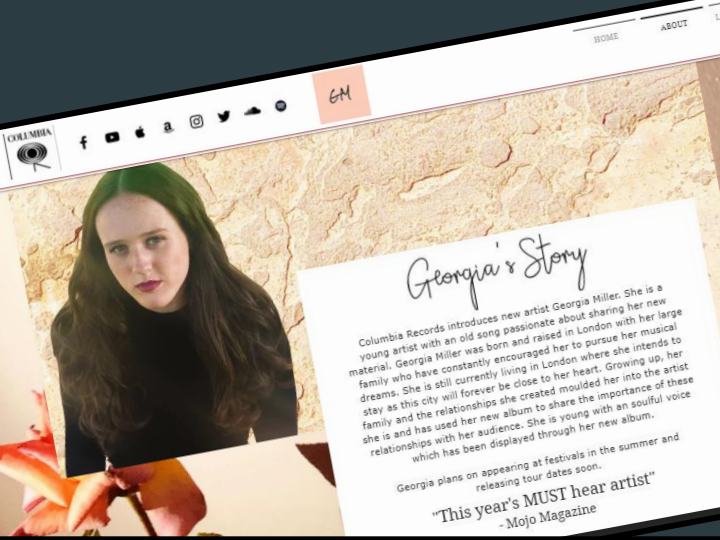 HOME
ABOUT
COLUMBIA
GM
Georgia's Story
Columbia Records introduces new artist Georgia Miller. She is a
young artist with an old song passionate about sharing her new
material. Georgia Miller was born and raised in London with her large
family who have constantly encouraged her to pursue her musical
dreams. She is still currently living in London where she intends to
stay as this city will forever be close to her heart. Growing up, her
family and the relationships she created moulded her into the artist
she is and has used her new album to share the importance of these
relationships with her audience. She is young with an soulful voice
which has been displayed through her new album.
Georgia plans on appearing at festivals in the summer and
releasing tour dates soon.
"This year's MUST hear artist"
- Mojo Magazine